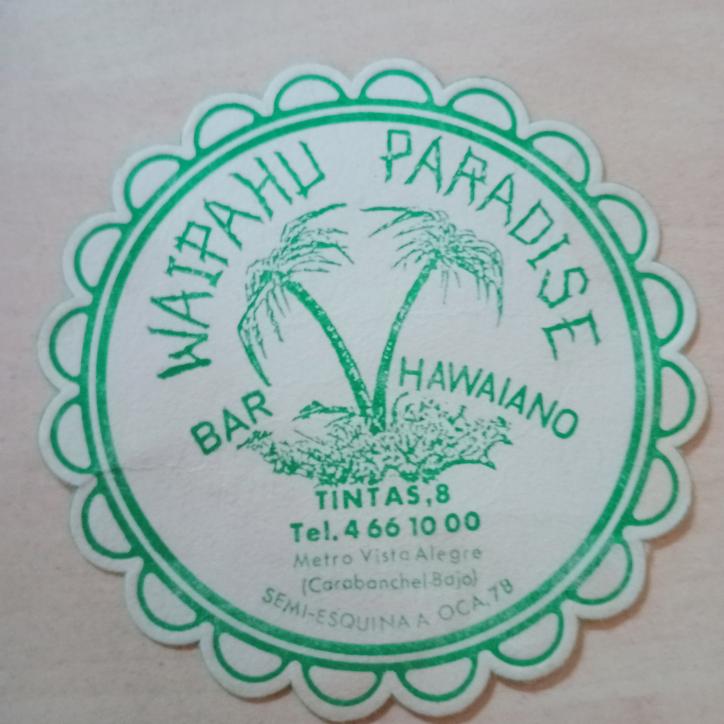 WAIPAHU PARADISE
BAR HAWAIANO
TINTAS, 8
Tel. 4 66 10 00
Metro Vista Alegre
(Carabanchel-Bajo)
SEMI-ESQUINA A OCA, 78